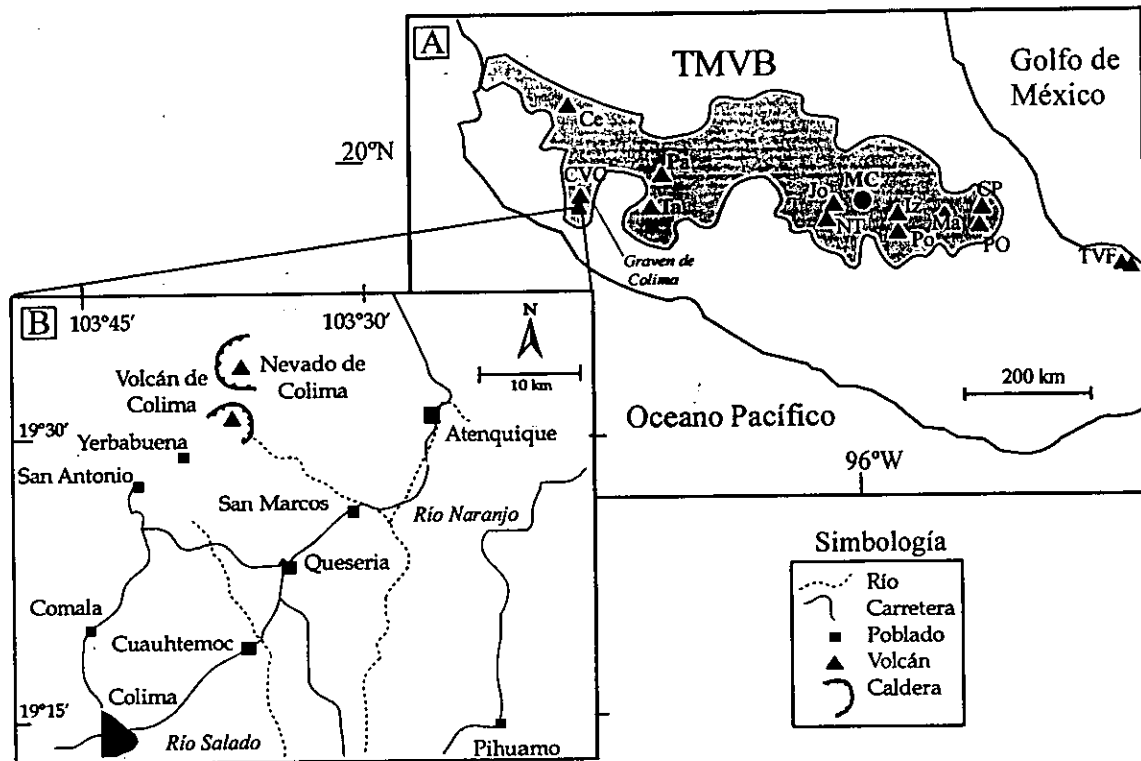 A
TMVB
Golfo de
México
20°N
Ce
Pa
CVC
Ta
Jo
MC
NT
Iz
Po
Ma
CP
PO
TVF
Graven de
Colima
200 km
Oceano Pacífico
96°W
B
103°45'
103°30'
N
10 km
Nevado de
Colima
Volcán de
Colima
19°30'
Atenquique
Yerbabuena
San Antonio
San Marcos
Río Naranjo
Queseria
Comala
Cuauhtemoc
Colima
19°15'
Río Salado
Pihuamo
Simbología
Río
Carretera
Poblado
Volcán
Caldera